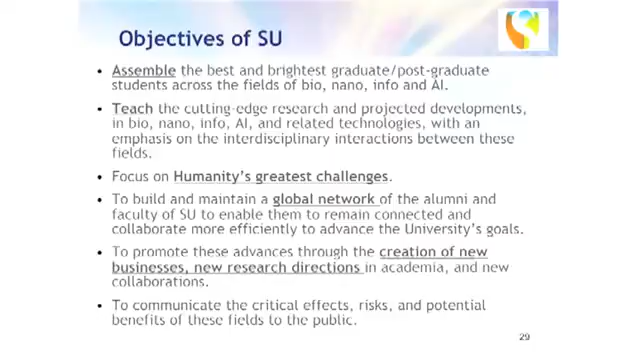 Objectives of SU
• Assemble the best and brightest graduate/post-graduate
students across the fields of bio, nano, info and AI.
• Teach the cutting-edge research and projected developments,
in bio, nano, info, AI, and related technologies, with an
emphasis on the interdisciplinary interactions between these
fields.
• Focus on Humanity's greatest challenges.
• To build and maintain a global network of the alumni and
faculty of SU to enable them to remain connected and
collaborate more efficiently to advance the University's goals.
• To promote these advances through the creation of new
businesses, new research directions in academia, and new
collaborations.
• To communicate the critical effects, risks, and potential
benefits of these fields to the public.
29